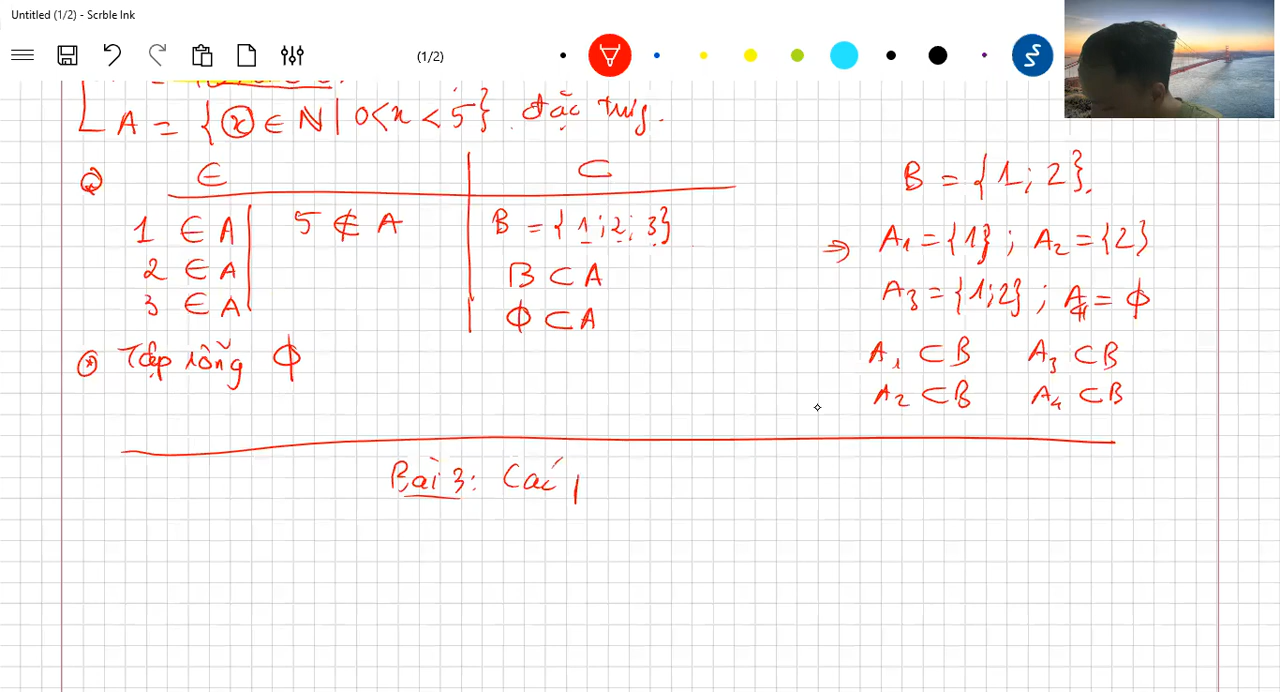 Untitled (1/2) - Scrble Ink
(1/2)
A = {x ∈ N | 0<x<5}. đặc trưng.
∈ ⊂
1 ∈ A 5 ∉ A B = {1;2;3}
2 ∈ A B ⊂ A
3 ∈ A ϕ ⊂ A
Tập rỗng ϕ
B = {1;2}.
⇒ A₁={1}; A₂={2}
A₃={1;2}; A₄=ϕ
A₁ ⊂B A₃ ⊂B
A₂ ⊂B A₄ ⊂B
Bài 3: Các